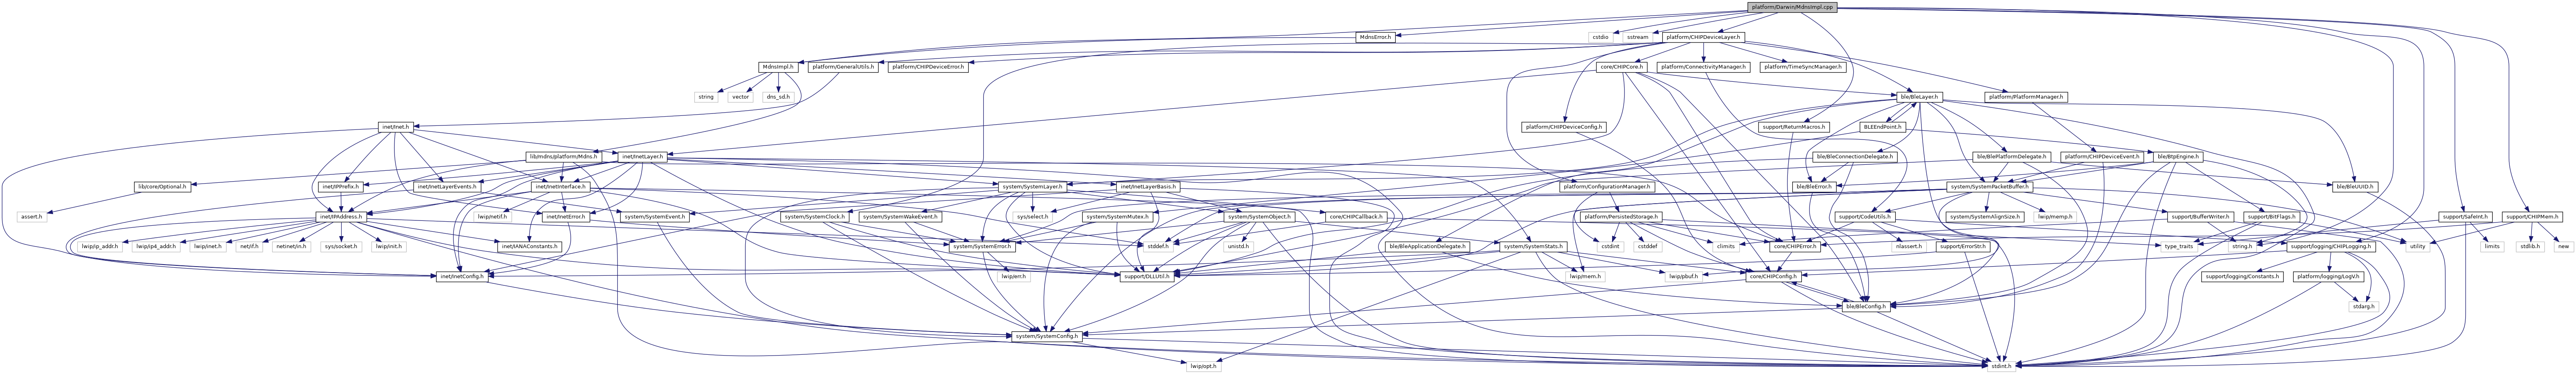 platform/Darwin/MdnsImpl.cpp
MdnsError.h
cstdio
sstream
platform/CHIPDeviceLayer.h
MdnsImpl.h
platform/GeneralUtils.h
platform/CHIPDeviceError.h
core/CHIPCore.h
platform/ConnectivityManager.h
platform/TimeSyncManager.h
string
vector
dns_sd.h
ble/BleLayer.h
platform/PlatformManager.h
inet/Inet.h
platform/CHIPDeviceConfig.h
support/ReturnMacros.h
BLEEndPoint.h
lib/mdns/platform/Mdns.h
inet/InetLayer.h
ble/BleConnectionDelegate.h
ble/BlePlatformDelegate.h
platform/CHIPDeviceEvent.h
ble/BtpEngine.h
lib/core/Optional.h
inet/IPPrefix.h
inet/InetLayerEvents.h
inet/InetInterface.h
system/SystemLayer.h
inet/InetLayerBasis.h
platform/ConfigurationManager.h
ble/BleError.h
system/SystemPacketBuffer.h
ble/BleUUID.h
assert.h
inet/IPAddress.h
lwip/netif.h
inet/InetError.h
system/SystemEvent.h
system/SystemClock.h
system/SystemWakeEvent.h
sys/select.h
system/SystemMutex.h
system/SystemObject.h
core/CHIPCallback.h
platform/PersistedStorage.h
support/CodeUtils.h
system/SystemAlignSize.h
lwip/memp.h
support/BufferWriter.h
support/BitFlags.h
support/SafeInt.h
support/CHIPMem.h
lwip/ip_addr.h
lwip/ip4_addr.h
lwip/inet.h
net/if.h
netinet/in.h
sys/socket.h
lwip/init.h
inet/IANAConstants.h
system/SystemError.h
stddef.h
unistd.h
ble/BleApplicationDelegate.h
system/SystemStats.h
cstdint
cstddef
climits
core/CHIPError.h
nlassert.h
support/ErrorStr.h
type_traits
string.h
support/logging/CHIPLogging.h
utility
limits
stdlib.h
new
inet/InetConfig.h
lwip/err.h
support/DLLUtil.h
lwip/mem.h
lwip/pbuf.h
core/CHIPConfig.h
support/logging/Constants.h
platform/logging/LogV.h
ble/BleConfig.h
stdarg.h
system/SystemConfig.h
lwip/opt.h
stdint.h